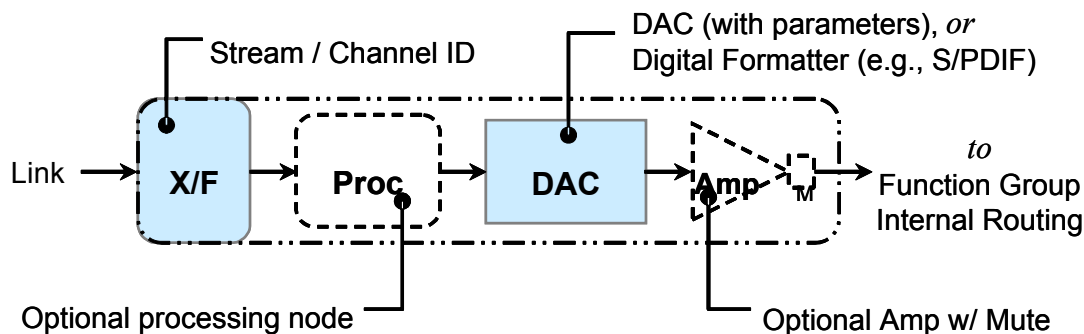 Stream / Channel ID
DAC (with parameters), or
Digital Formatter (e.g., S/PDIF)
Link
X/F
Proc
DAC
Amp
M
to
Function Group
Internal Routing
Optional processing node
Optional Amp w/ Mute